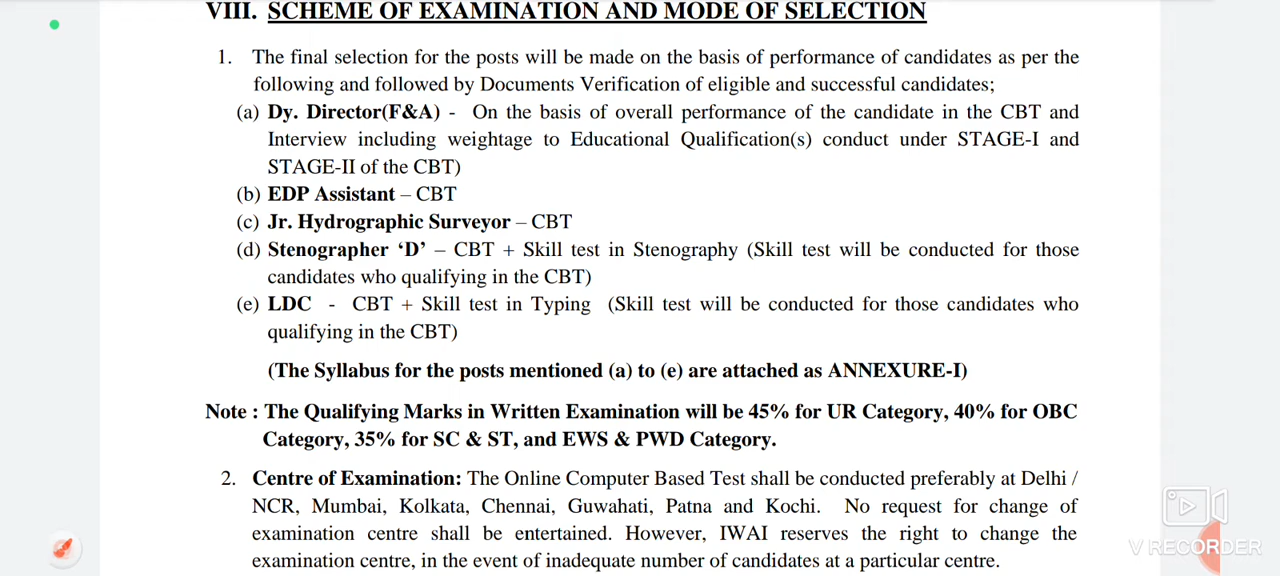 VIII. SCHEME OF EXAMINATION AND MODE OF SELECTION
1. The final selection for the posts will be made on the basis of performance of candidates as per the
following and followed by Documents Verification of eligible and successful candidates;
(a) Dy. Director(F&A) - On the basis of overall performance of the candidate in the CBT and
Interview including weightage to Educational Qualification(s) conduct under STAGE-I and
STAGE-II of the CBT)
(b) EDP Assistant – CBT
(c) Jr. Hydrographic Surveyor – CBT
(d) Stenographer ‘D’ – CBT + Skill test in Stenography (Skill test will be conducted for those
candidates who qualifying in the CBT)
(e) LDC - CBT + Skill test in Typing (Skill test will be conducted for those candidates who
qualifying in the CBT)
(The Syllabus for the posts mentioned (a) to (e) are attached as ANNEXURE-I)
Note : The Qualifying Marks in Written Examination will be 45% for UR Category, 40% for OBC
Category, 35% for SC & ST, and EWS & PWD Category.
2. Centre of Examination: The Online Computer Based Test shall be conducted preferably at Delhi /
NCR, Mumbai, Kolkata, Chennai, Guwahati, Patna and Kochi. No request for change of
examination centre shall be entertained. However, IWAI reserves the right to change the
examination centre, in the event of inadequate number of candidates at a particular centre.
V RECORDER